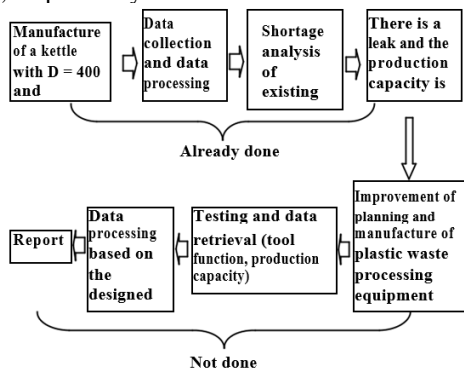 Manufacture
of a kettle
with D = 400
and
Data
collection
and data
processing
Shortage
analysis
of
existing
There is a
leak and the
production
capacity is
Already done
Improvement of
planning and
manufacture of
plastic waste
processing
equipment
Testing and data
retrieval (tool
function, production
capacity)
Data
processing
based on
the
designed
Report
Not done